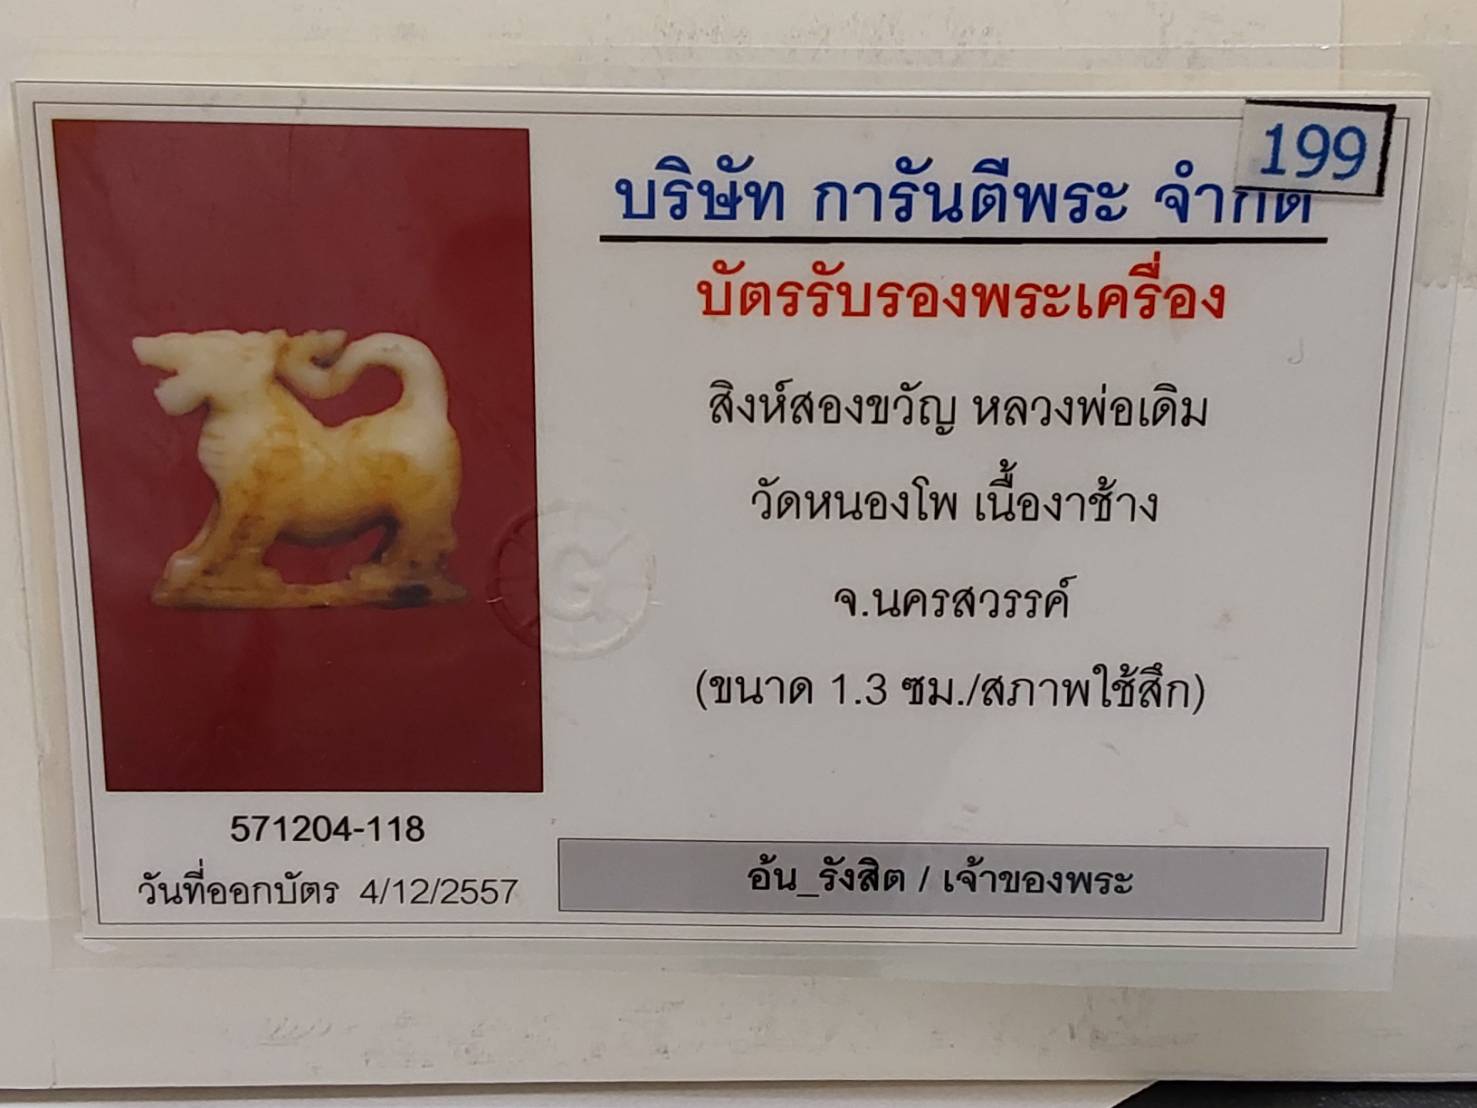 199
บริษัท การันตีพระ จำกัด
บัตรรับรองพระเครื่อง
สิงห์สองขวัญ หลวงพ่อเดิม
วัดหนองโพ เนื้องาช้าง
จ.นครสวรรค์
(ขนาด 1.3 ซม./สภาพใช้สึก)
G
571204-118
วันที่ออกบัตร 4/12/2557
อ้น_รังสิต / เจ้าของพระ